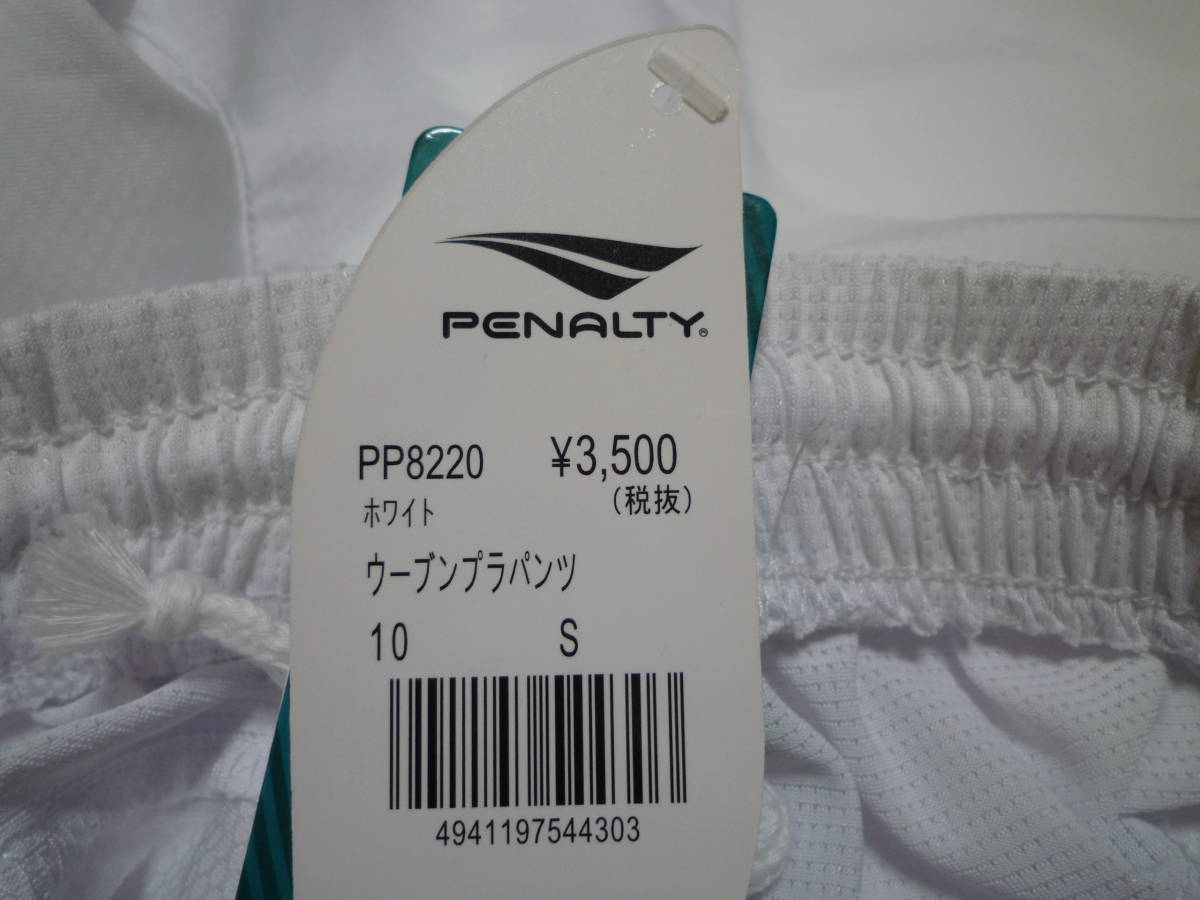 PENALTY®
PP8220 ¥3,500
ホワイト (税抜)
ウーブンプラパンツ
10 S
4941197544303